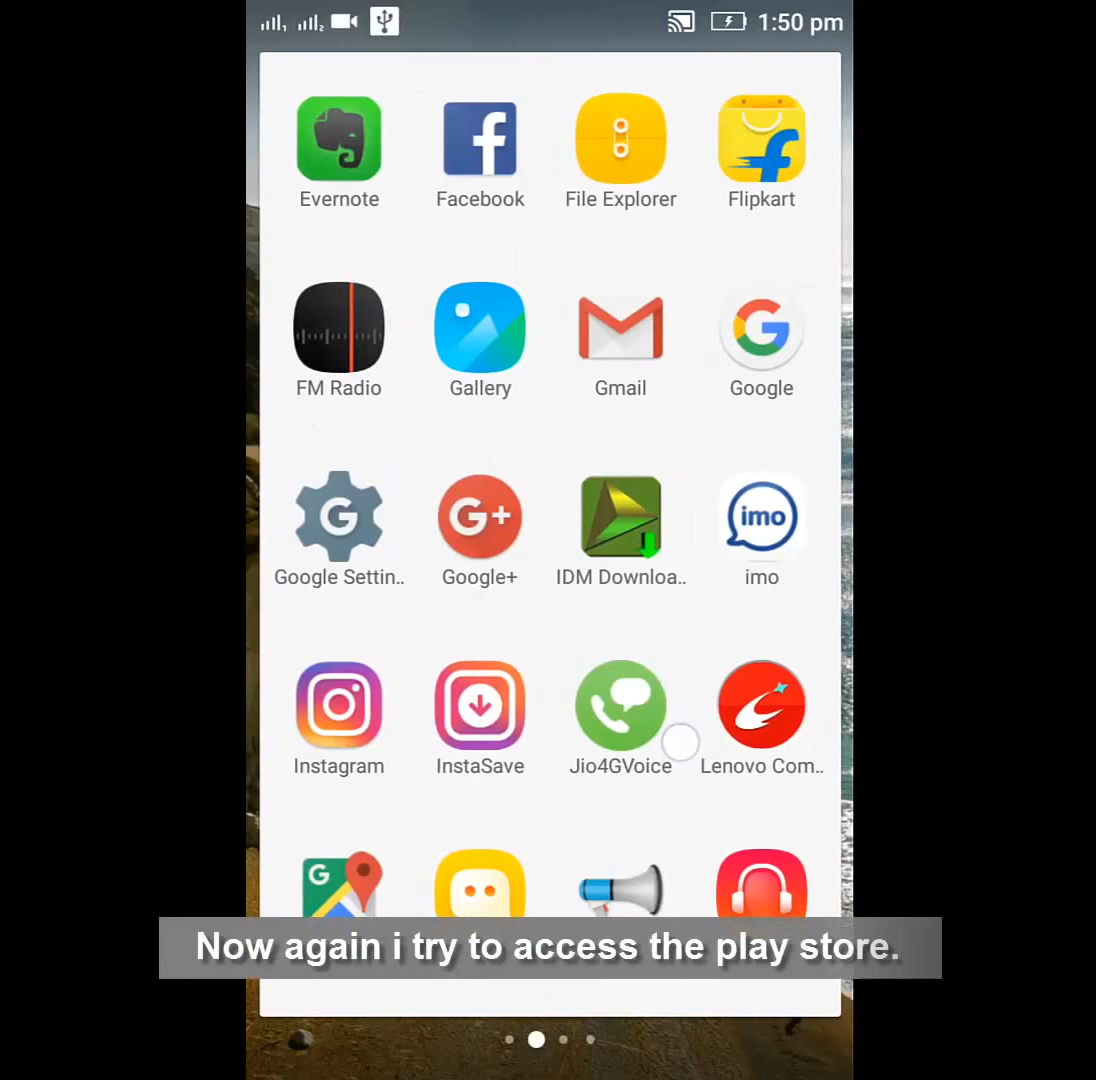 1:50 pm
Evernote
Facebook
File Explorer
Flipkart
FM Radio
Gallery
Gmail
Google
Google Settin..
Google+
IDM Downloa..
imo
imo
Instagram
InstaSave
Jio4GVoice
Lenovo Com..
Now again i try to access the play store.